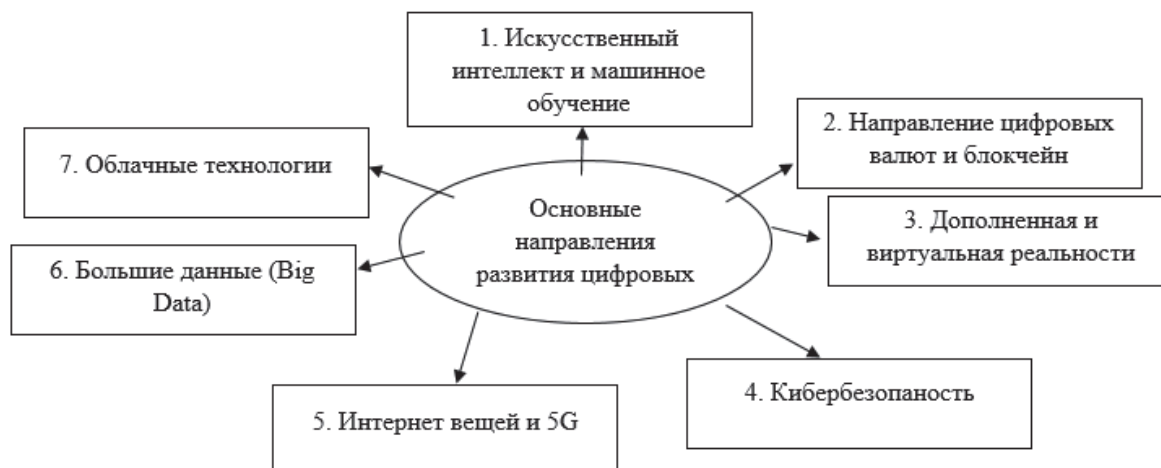 1. Искусственный
интеллект и машинное
обучение
2. Направление цифровых
валют и блокчейн
7. Облачные технологии
Основные
направления
развития цифровых
3. Дополненная и
виртуальная реальности
6. Большие данные (Big
Data)
4. Кибербезопаность
5. Интернет вещей и 5G